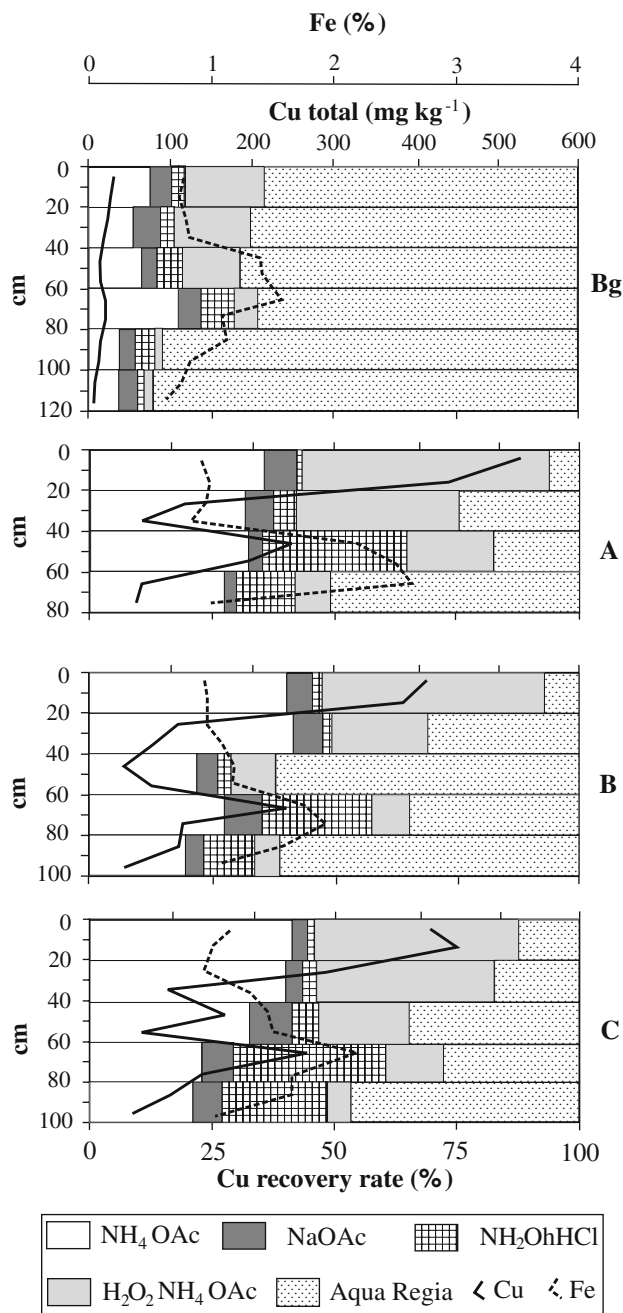 Fe (%)
0 1 2 3 4
Cu total (mg kg⁻¹)
0 100 200 300 400 500 600
0
20
40
60
80
100
120
cm
Bg
0
20
40
60
80
A
0
20
40
60
80
100
cm
B
0
20
40
60
80
100
cm
C
0 25 50 75 100
Cu recovery rate (%)
NH₄ OAc NaOAc NH₂OhHCl
H₂O₂ NH₄ OAc Aqua Regia Cu Fe